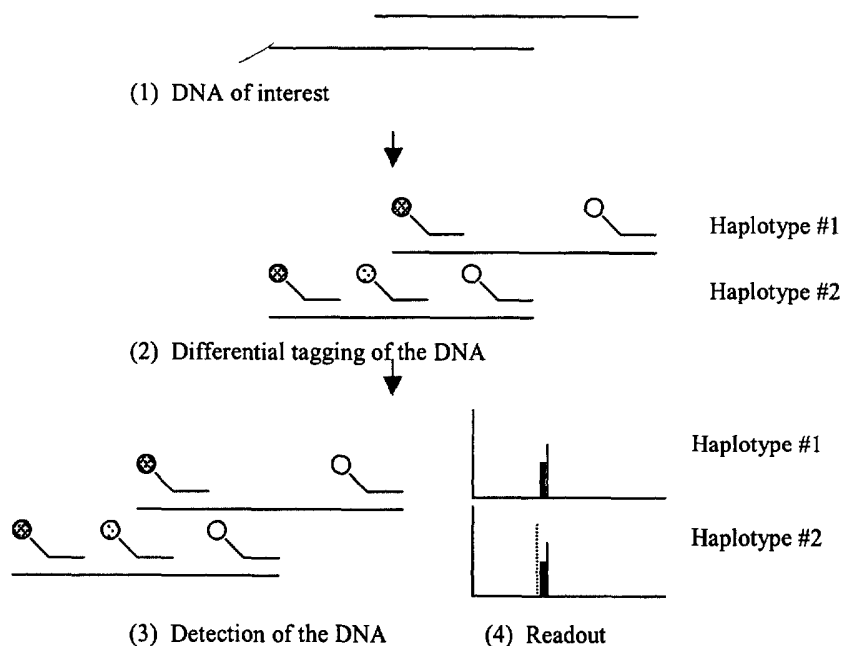 (1) DNA of interest
Haplotype #1
Haplotype #2
(2) Differential tagging of the DNA
Haplotype #1
Haplotype #2
(3) Detection of the DNA
(4) Readout